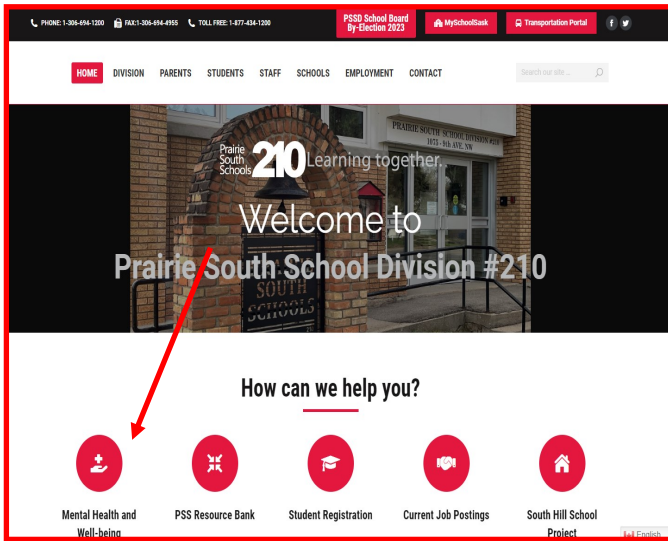 PHONE: 1-306-694-1200 FAX:1-306-694-4955 TOLL FREE: 1-877-434-1200
PSSD School Board
By-Election 2023
MySchoolSask
Transportation Portal
HOME DIVISION PARENTS STUDENTS STAFF SCHOOLS EMPLOYMENT CONTACT
Search our site ...
PRAIRIE SOUTH SCHOOL DIVISION #210
1075 - 9th AVE. NW
Prairie
South
Schools
210 Learning together.
Welcome to
Prairie South School Division #210
SOUTH
SCHOOLS
How can we help you?
Mental Health and
Well-being
PSS Resource Bank
Student Registration
Current Job Postings
South Hill School
Project
English